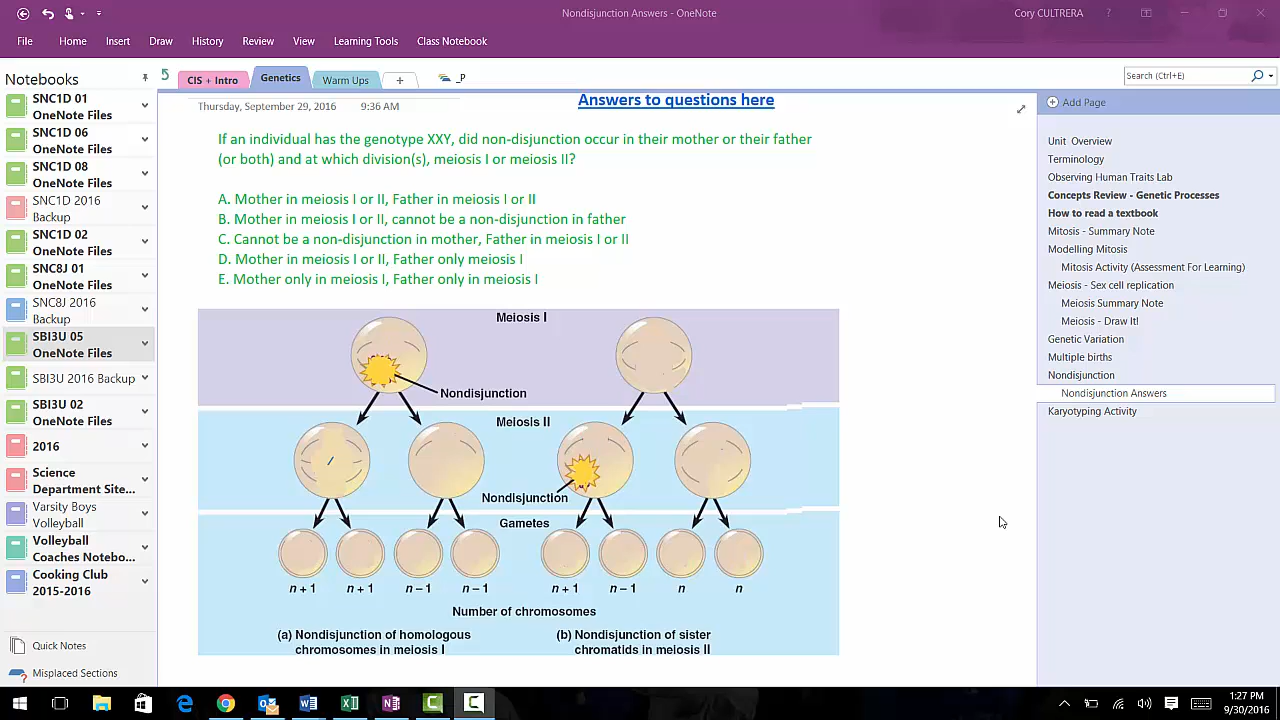 Nondisjunction Answers - OneNote
Cory CULTRERA
?
File
Home
Insert
Draw
History
Review
View
Learning Tools
Class Notebook
Notebooks
SNC1D 01
OneNote Files
SNC1D 06
OneNote Files
SNC1D 08
OneNote Files
SNC1D 2016
Backup
SNC1D 02
OneNote Files
SNC8J 01
OneNote Files
SNC8J 2016
Backup
SBI3U 05
OneNote Files
SBI3U 2016 Backup
SBI3U 02
OneNote Files
2016
Science
Department Site...
Varsity Boys
Volleyball
Volleyball
Coaches Notebo...
Cooking Club
2015-2016
Quick Notes
Misplaced Sections
CIS + Intro
Genetics
Warm Ups
+
_P
Search (Ctrl+E)
Thursday, September 29, 2016
9:36 AM
Answers to questions here
If an individual has the genotype XXY, did non-disjunction occur in their mother or their father
(or both) and at which division(s), meiosis I or meiosis II?
A. Mother in meiosis I or II, Father in meiosis I or II
B. Mother in meiosis I or II, cannot be a non-disjunction in father
C. Cannot be a non-disjunction in mother, Father in meiosis I or II
D. Mother in meiosis I or II, Father only meiosis I
E. Mother only in meiosis I, Father only in meiosis I
Meiosis I
Nondisjunction
Meiosis II
Nondisjunction
Gametes
n + 1
n + 1
n – 1
n – 1
n + 1
n – 1
n
n
Number of chromosomes
(a) Nondisjunction of homologous
chromosomes in meiosis I
(b) Nondisjunction of sister
chromatids in meiosis II
Add Page
Unit Overview
Terminology
Observing Human Traits Lab
Concepts Review - Genetic Processes
How to read a textbook
Mitosis - Summary Note
Modelling Mitosis
Mitosis Activity (Assessment For Learning)
Meiosis - Sex cell replication
Meiosis Summary Note
Meiosis - Draw It!
Genetic Variation
Multiple births
Nondisjunction
Nondisjunction Answers
Karyotyping Activity
1:27 PM
9/30/2016